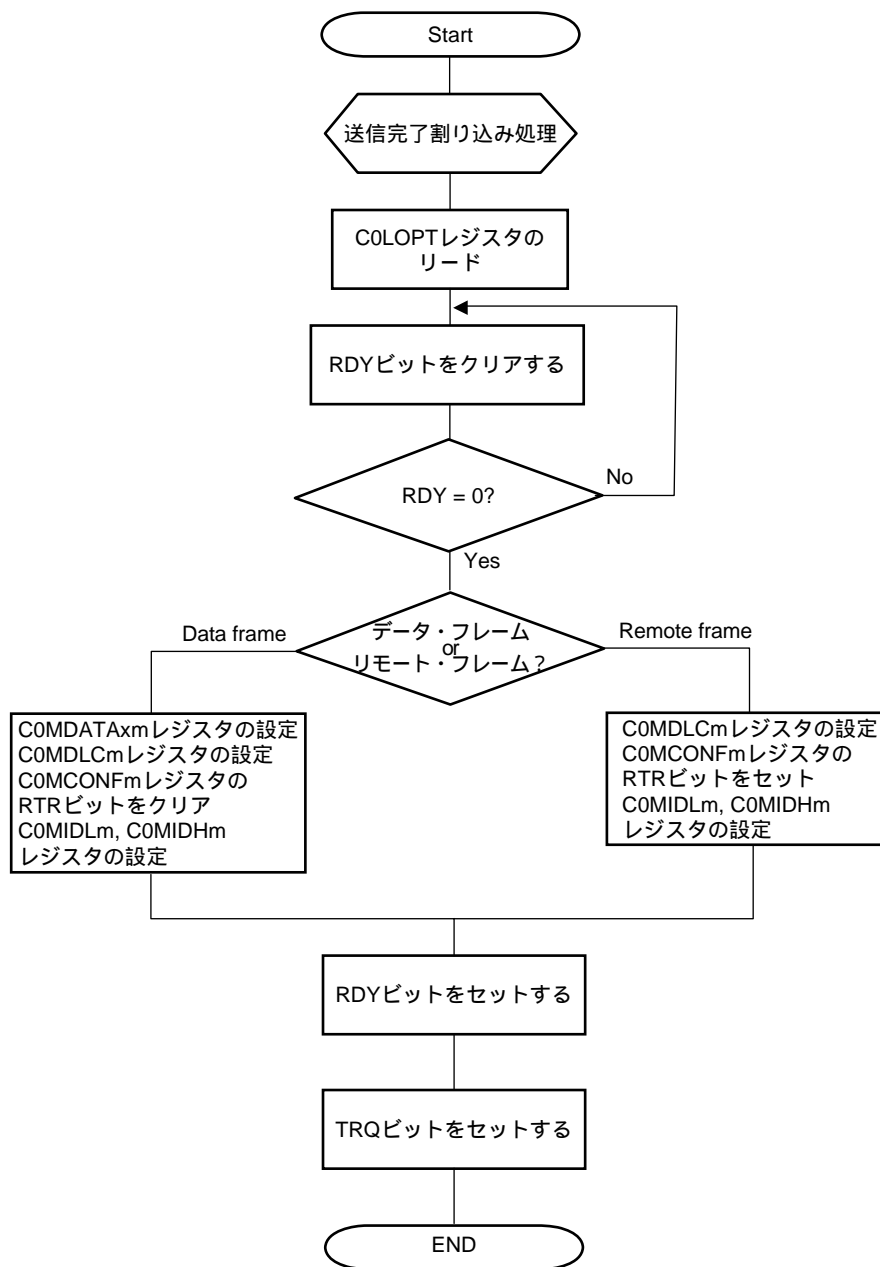 Start
送信完了割り込み処理
C0LOPTレジスタの
リード
RDYビットをクリアする
No
RDY = 0?
Yes
Data frame
データ・フレーム
or
リモート・フレーム？
Remote frame
C0MDATAxmレジスタの設定
C0MDLCmレジスタの設定
C0MCONFmレジスタの
RTRビットをクリア
C0MIDLm, C0MIDHm
レジスタの設定
C0MDLCmレジスタの設定
C0MCONFmレジスタの
RTRビットをセット
C0MIDLm, C0MIDHm
レジスタの設定
RDYビットをセットする
TRQビットをセットする
END